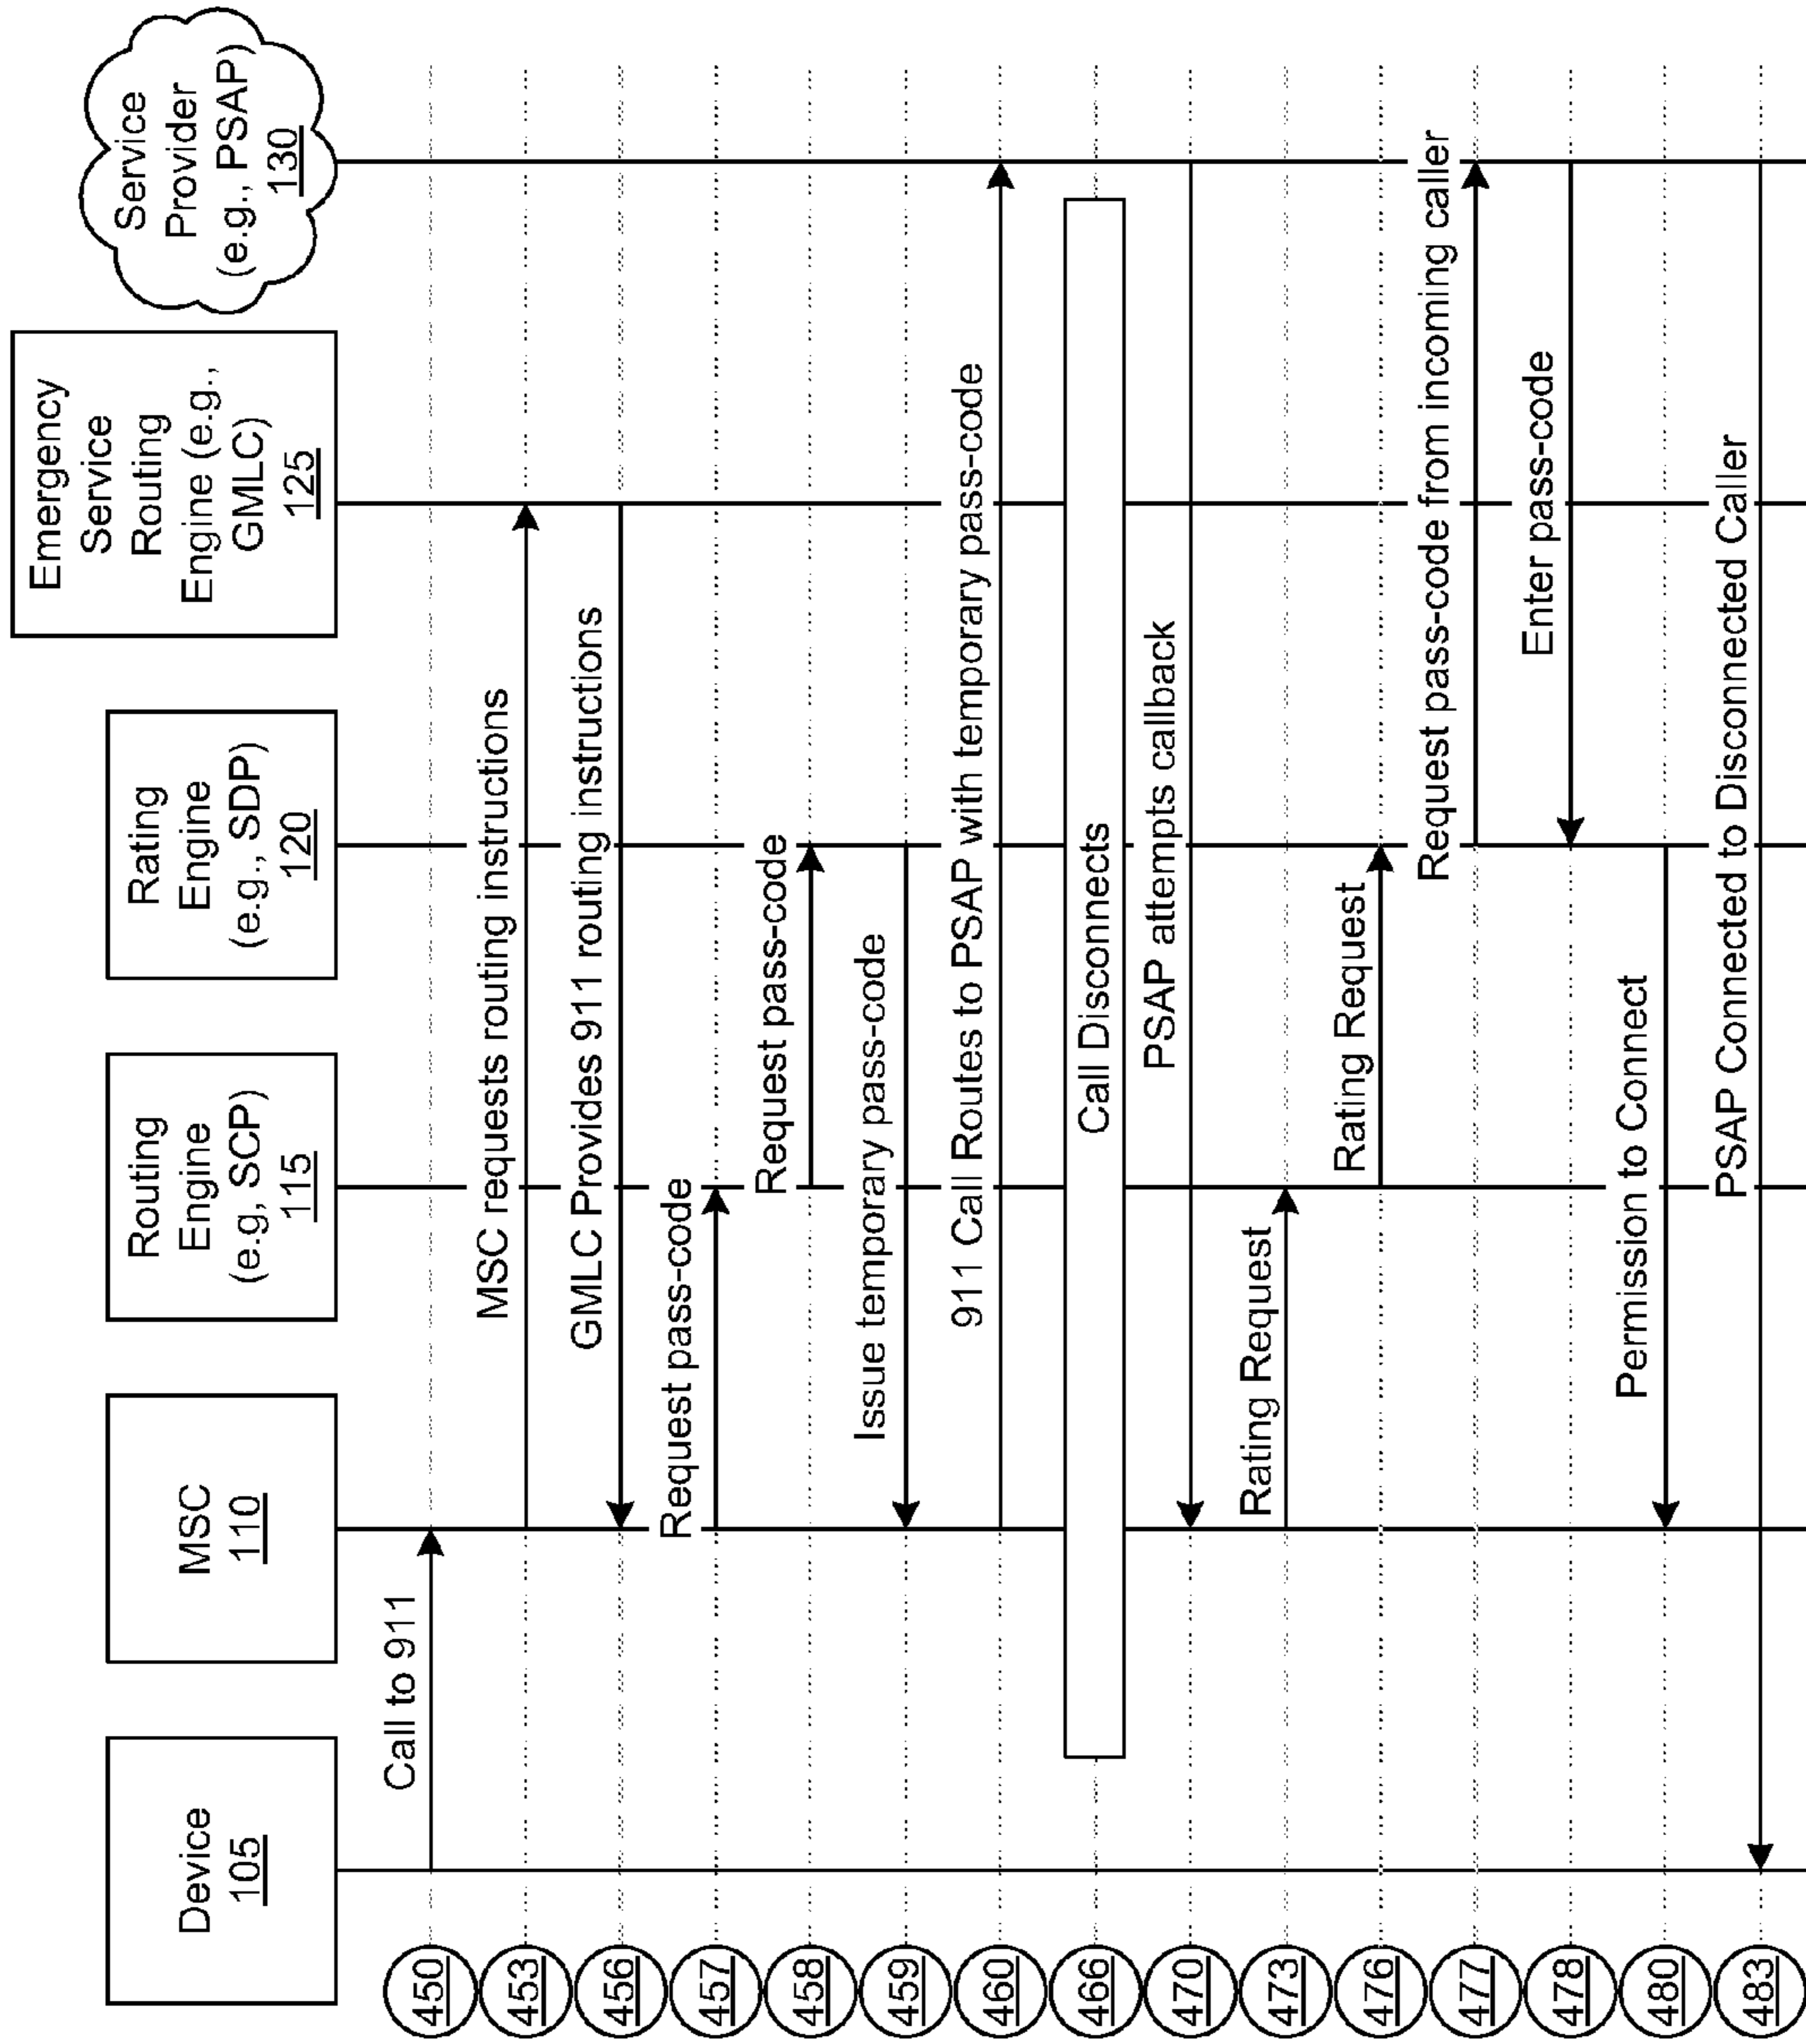 Device
105
MSC
110
Routing
Engine
(e.g, SCP)
115
Rating
Engine
(e.g., SDP)
120
Emergency
Service
Routing
Engine (e.g.,
GMLC)
125
Service
Provider
(e.g., PSAP)
130
450
Call to 911
453
MSC requests routing instructions
456
GMLC Provides 911 routing instructions
457
Request pass-code
458
Request pass-code
459
Issue temporary pass-code
460
911 Call Routes to PSAP with temporary pass-code
466
Call Disconnects
470
PSAP attempts callback
473
Rating Request
476
Rating Request
477
Request pass-code from incoming caller
478
Enter pass-code
480
Permission to Connect
483
PSAP Connected to Disconnected Caller